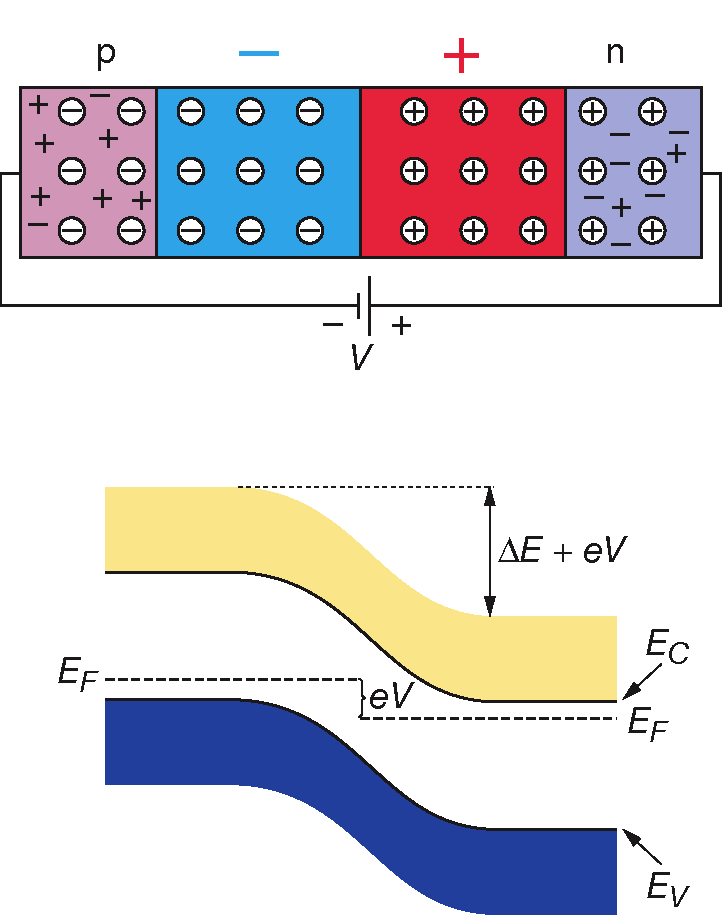 p − + n
− +
V
ΔE + eV
E_C
E_F
eV
E_F
E_V